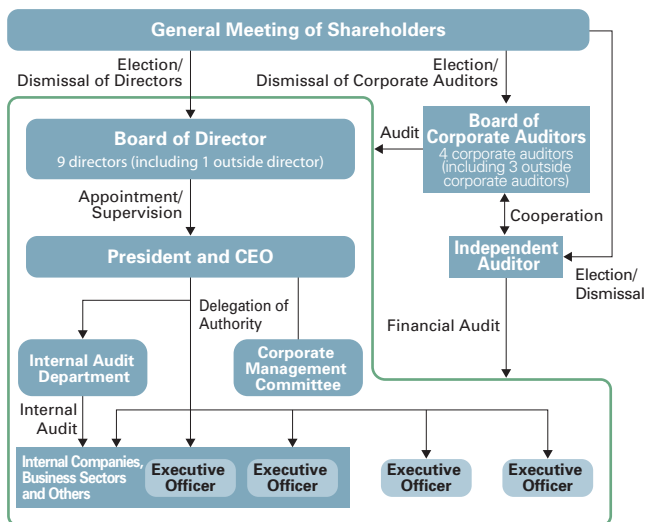 General Meeting of Shareholders
Election/
Dismissal of Directors
Election/
Dismissal of Corporate Auditors
Board of Director
9 directors (including 1 outside director)
Audit
Board of
Corporate Auditors
4 corporate auditors
(including 3 outside
corporate auditors)
Appointment/
Supervision
Cooperation
President and CEO
Independent
Auditor
Election/
Dismissal
Delegation of
Authority
Financial Audit
Internal Audit
Department
Corporate
Management
Committee
Internal
Audit
Internal Companies,
Business Sectors
and Others
Executive
Officer
Executive
Officer
Executive
Officer
Executive
Officer